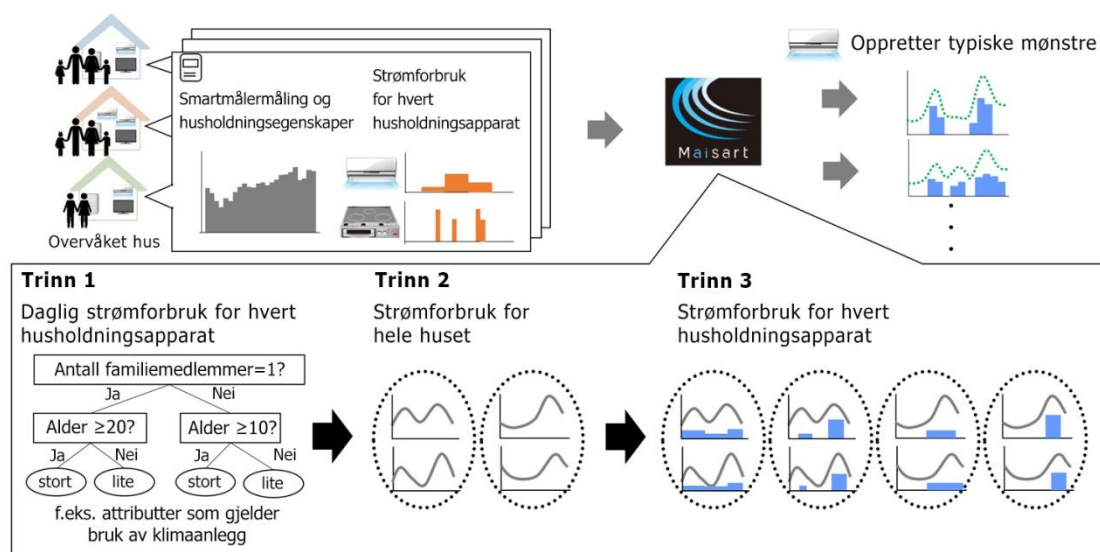 Overvåket hus
Smartmålermåling og
husholdningsegenskaper
Strømforbruk
for hvert
husholdningsapparat
Maisart
Oppretter typiske mønstre
Trinn 1
Daglig strømforbruk for hvert
husholdningsapparat
Antall familiemedlemmer=1?
Ja
Nei
Alder ≥20?
Alder ≥10?
Ja
Nei
Ja
Nei
stort
lite
stort
lite
f.eks. attributter som gjelder
bruk av klimaanlegg
Trinn 2
Strømforbruk for
hele huset
Trinn 3
Strømforbruk for hvert
husholdningsapparat